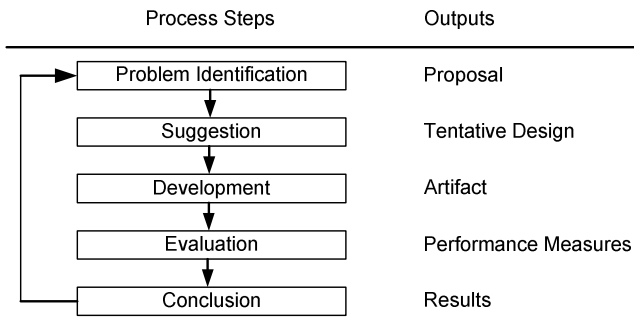 Process Steps Outputs
Problem Identification Proposal
Suggestion Tentative Design
Development Artifact
Evaluation Performance Measures
Conclusion Results